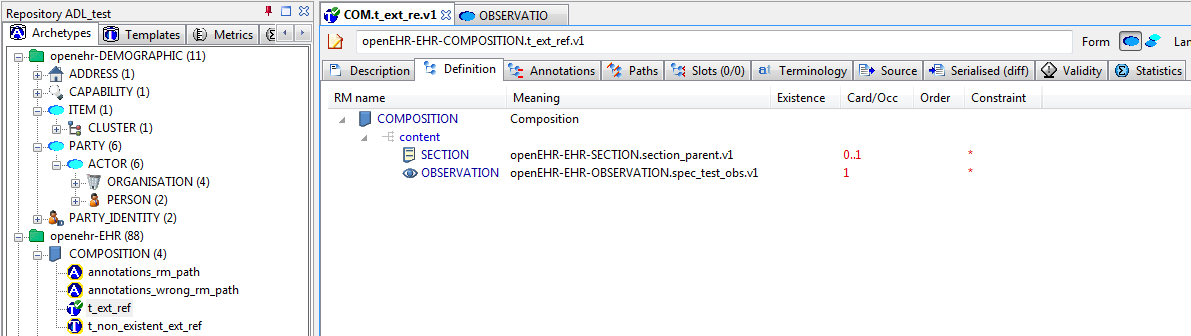 Repository ADL_test
Archetypes Templates Metrics
openehr-DEMOGRAPHIC (11)
ADDRESS (1)
CAPABILITY (1)
ITEM (1)
CLUSTER (1)
PARTY (6)
ACTOR (6)
ORGANISATION (4)
PERSON (2)
PARTY_IDENTITY (2)
openehr-EHR (88)
COMPOSITION (4)
annotations_rm_path
annotations_wrong_rm_path
t_ext_ref
t_non_existent_ext_ref
COM.t_ext_re.v1 OBSERVATIO
openEHR-EHR-COMPOSITION.t_ext_ref.v1 Form Lan
Description Definition Annotations Paths Slots (0/0) Terminology Source Serialised (diff) Validity Statistics
RM name Meaning Existence Card/Occ Order Constraint
COMPOSITION Composition
content
SECTION openEHR-EHR-SECTION.section_parent.v1 0..1 *
OBSERVATION openEHR-EHR-OBSERVATION.spec_test_obs.v1 1 *